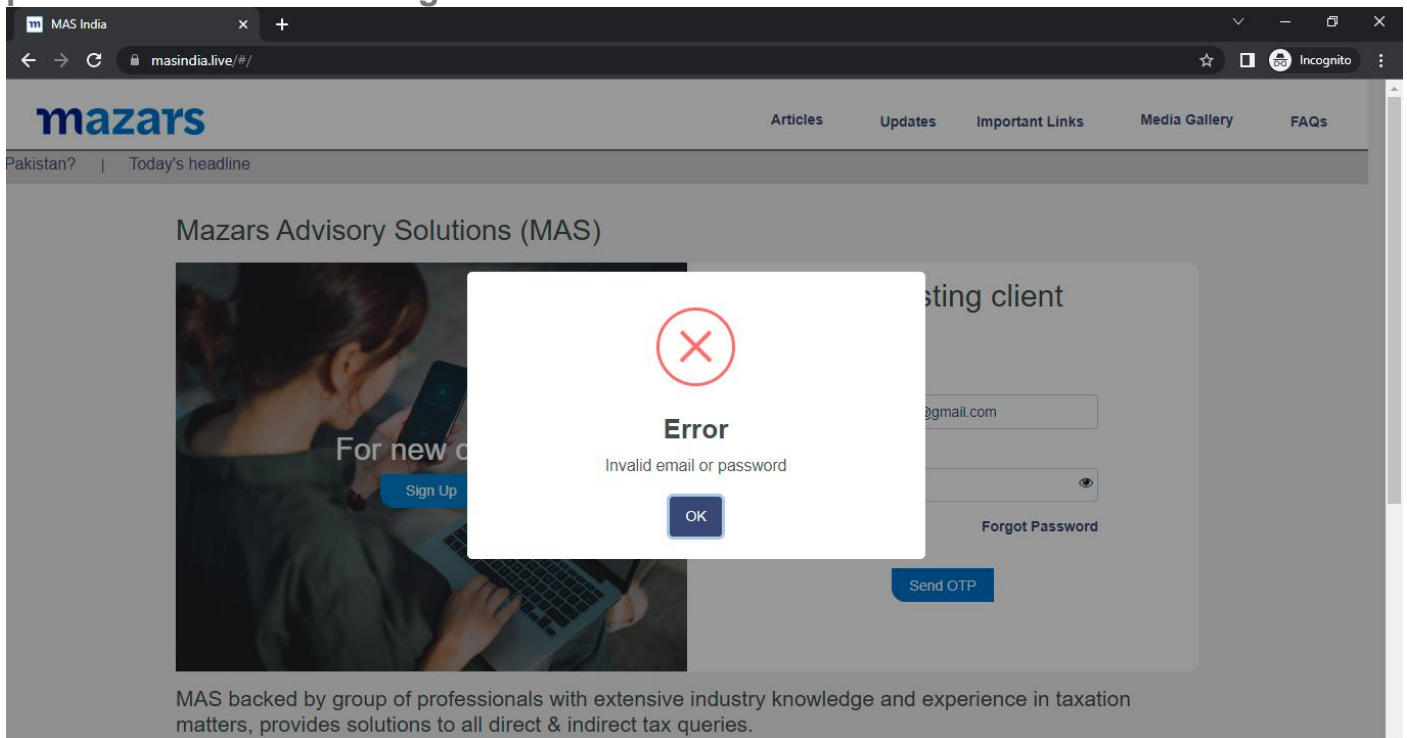 MAS India
masindia.live/#/
Incognito
mazars
Articles Updates Important Links Media Gallery FAQs
Pakistan? | Today's headline
Mazars Advisory Solutions (MAS)
client
@gmail.com
Error
Invalid email or password
OK
For new
Sign Up
Forgot Password
Send OTP
MAS backed by group of professionals with extensive industry knowledge and experience in taxation
matters, provides solutions to all direct & indirect tax queries.